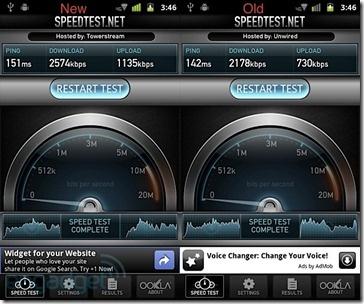 New
3:46
SPEEDTEST.NET
Hosted by: Towerstream
PING DOWNLOAD UPLOAD
151ms 2574kbps 1135kbps
RESTART TEST
3M
1M 5M
512k 10M
bits per second
0 20M
SPEED TEST
COMPLETE
Widget for your website
Let people who love your site
share it on Google Search. Try +1 Now!
SPEED TEST SETTINGS RESULTS ABOUT
OOKLA
Old
3:46
SPEEDTEST.NET
Hosted by: Unwired
PING DOWNLOAD UPLOAD
142ms 2178kbps 730kbps
RESTART TEST
3M
1M 5M
512k 10M
bits per second
0 20M
SPEED TEST
COMPLETE
Voice Changer: Change Your Voice!
Ads by AdMob
SPEED TEST SETTINGS RESULTS ABOUT
OOKLA